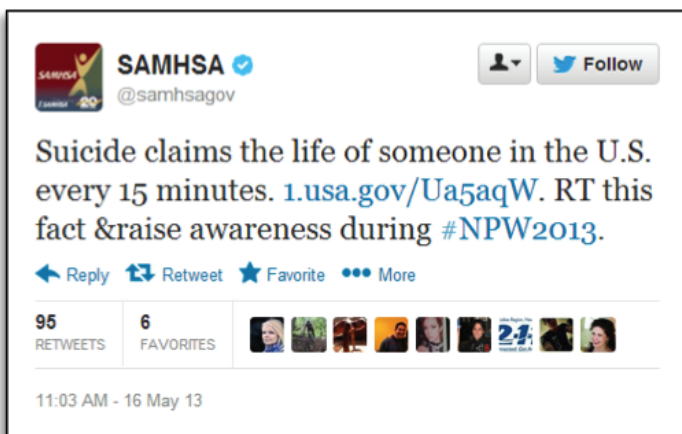 SAMHSA
@samhsagov
Follow
SAMHSA
Suicide claims the life of someone in the U.S.
every 15 minutes. 1.usa.gov/Ua5aqW. RT this
fact &raise awareness during #NPW2013.
Reply Retweet Favorite More
95 6
RETWEETS FAVORITES
11:03 AM - 16 May 13